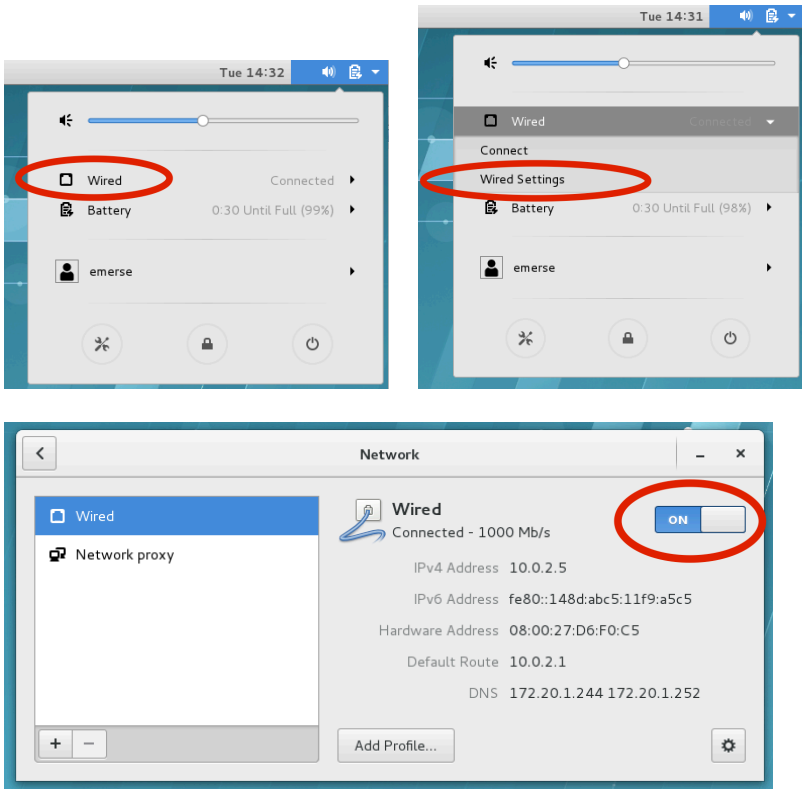 Tue 14:32
Wired Connected
Battery 0:30 Until Full (99%)
emerse
Tue 14:31
Wired Connected
Connect
Wired Settings
Battery 0:30 Until Full (98%)
emerse
Network
Wired
Network proxy
Wired
Connected - 1000 Mb/s
ON
IPv4 Address 10.0.2.5
IPv6 Address fe80::148d:abc5:11f9:a5c5
Hardware Address 08:00:27:D6:F0:C5
Default Route 10.0.2.1
DNS 172.20.1.244 172.20.1.252
Add Profile...